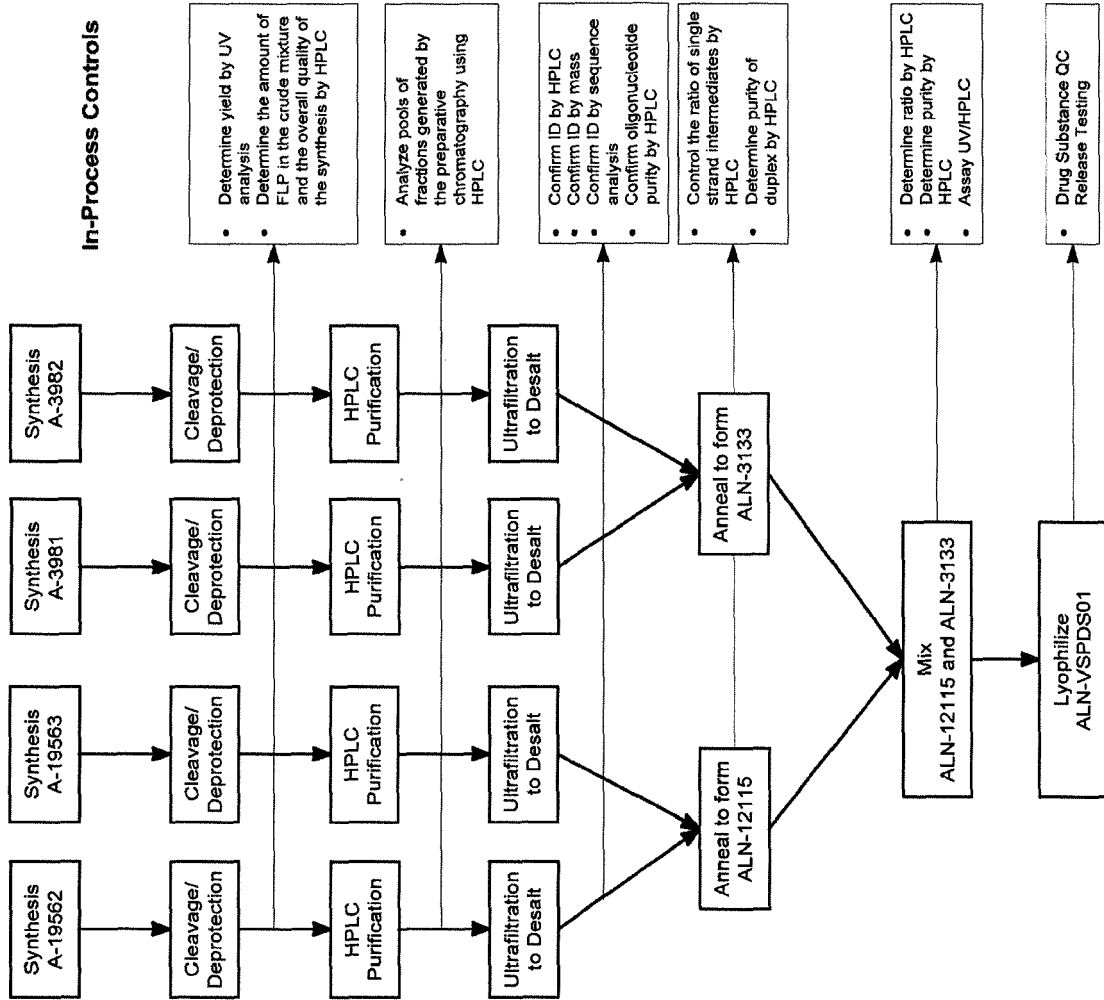 In-Process Controls
Synthesis
A-19562
Synthesis
A-19563
Synthesis
A-3981
Synthesis
A-3982
Cleavage/
Deprotection
Cleavage/
Deprotection
Cleavage/
Deprotection
Cleavage/
Deprotection
• Determine yield by UV
analysis
• Determine the amount of
FLP in the crude mixture
and the overall quality of
the synthesis by HPLC
HPLC
Purification
HPLC
Purification
HPLC
Purification
HPLC
Purification
• Analyze pools of
fractions generated by
the preparative
chromatography using
HPLC
Ultrafiltration
to Desalt
Ultrafiltration
to Desalt
Ultrafiltration
to Desalt
Ultrafiltration
to Desalt
• Confirm ID by HPLC
• Confirm ID by mass
• Confirm ID by sequence
analysis
• Confirm oligonucleotide
purity by HPLC
Anneal to form
ALN-12115
Anneal to form
ALN-3133
• Control the ratio of single
strand intermediates by
HPLC
• Determine purity of
duplex by HPLC
Mix
ALN-12115 and ALN-3133
• Determine ratio by HPLC
• Determine purity by
HPLC
• Assay UV/HPLC
Lyophilize
ALN-VSPDS01
• Drug Substance QC
Release Testing